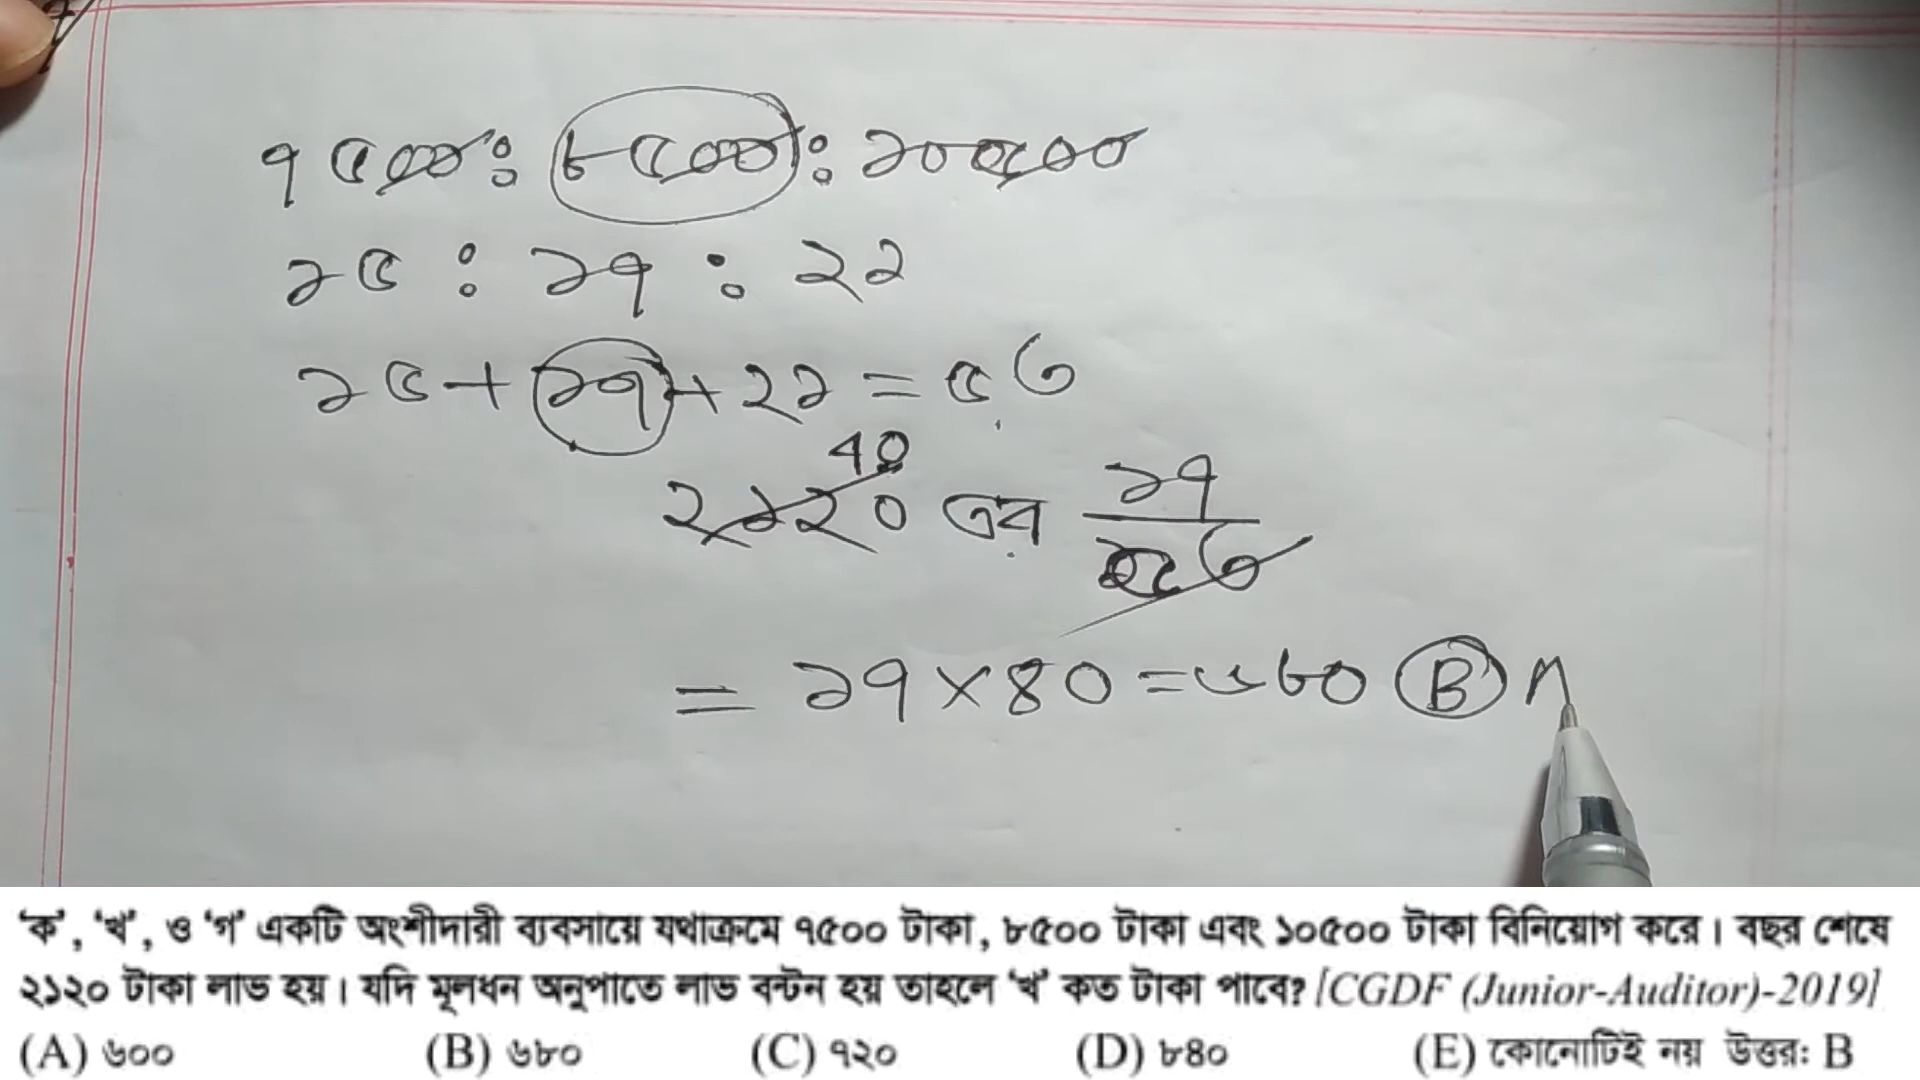 ৭৫০০ : ৮৫০০ : ১০৫০০
১৫ : ১৭ : ২১
১৫+১৭+২১ = ৫৩
40
২১২০ এর ১৭/৫৩
= ১৭×৪০ = ৬৮০ (B)
‘ক’, ‘খ’, ও ‘গ’ একটি অংশীদারী ব্যবসায়ে যথাক্রমে ৭৫০০ টাকা, ৮৫০০ টাকা এবং ১০৫০০ টাকা বিনিয়োগ করে। বছর শেষে
২১২০ টাকা লাভ হয়। যদি মূলধন অনুপাতে লাভ বন্টন হয় তাহলে ‘খ’ কত টাকা পাবে? [CGDF (Junior-Auditor)-2019]
(A) ৬০০ (B) ৬৮০ (C) ৭২০ (D) ৮৪০ (E) কোনোটিই নয় উত্তর: B